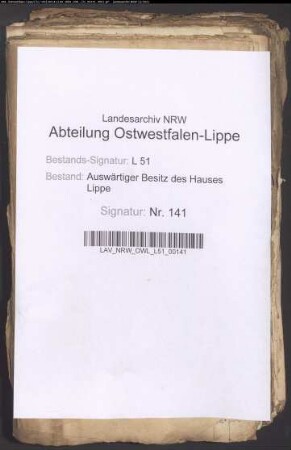 Landesarchiv NRW
Abteilung Ostwestfalen-Lippe
Bestands-Signatur: L 51
Bestand: Auswärtiger Besitz des Hauses
Lippe
Signatur: Nr. 141
LAV_NRW_OWL_L51_00141